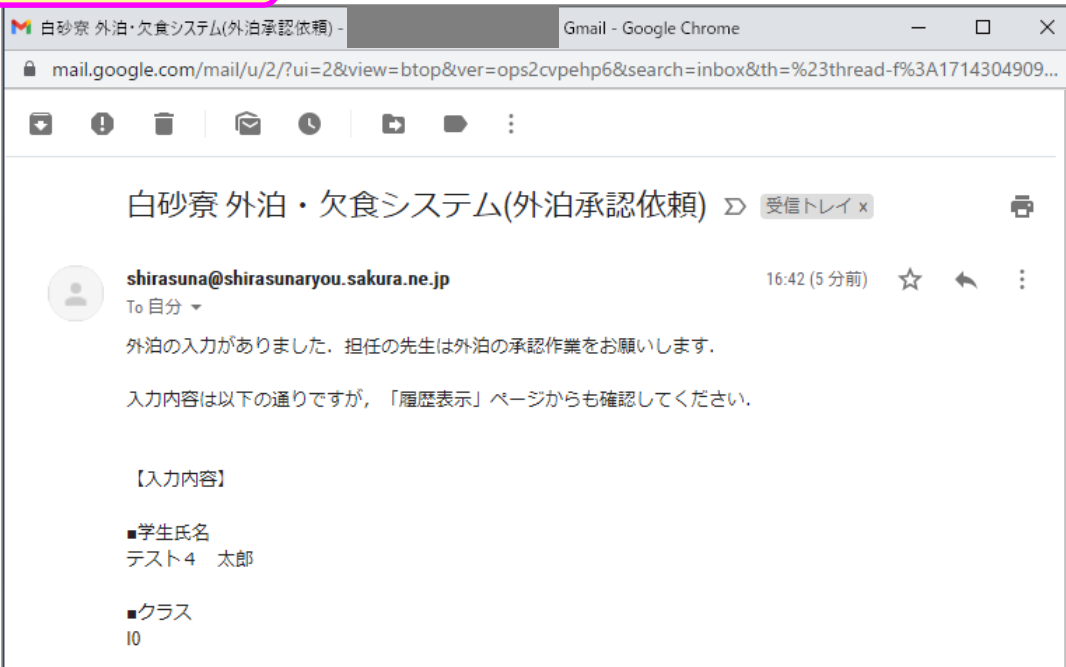 白砂寮 外泊・欠食システム(外泊承認依頼) - Gmail - Google Chrome
mail.google.com/mail/u/2/?ui=2&view=btop&ver=ops2cvpehp6&search=inbox&th=%23thread-f%3A1714304909...
白砂寮 外泊・欠食システム(外泊承認依頼) 受信トレイ x
shirasuna@shirasunaryou.sakura.ne.jp 16:42 (5 分前)
To 自分
外泊の入力がありました．担任の先生は外泊の承認作業をお願いします．
入力内容は以下の通りですが，「履歴表示」ページからも確認してください．
【入力内容】
■学生氏名
テスト４　太郎
■クラス
I0